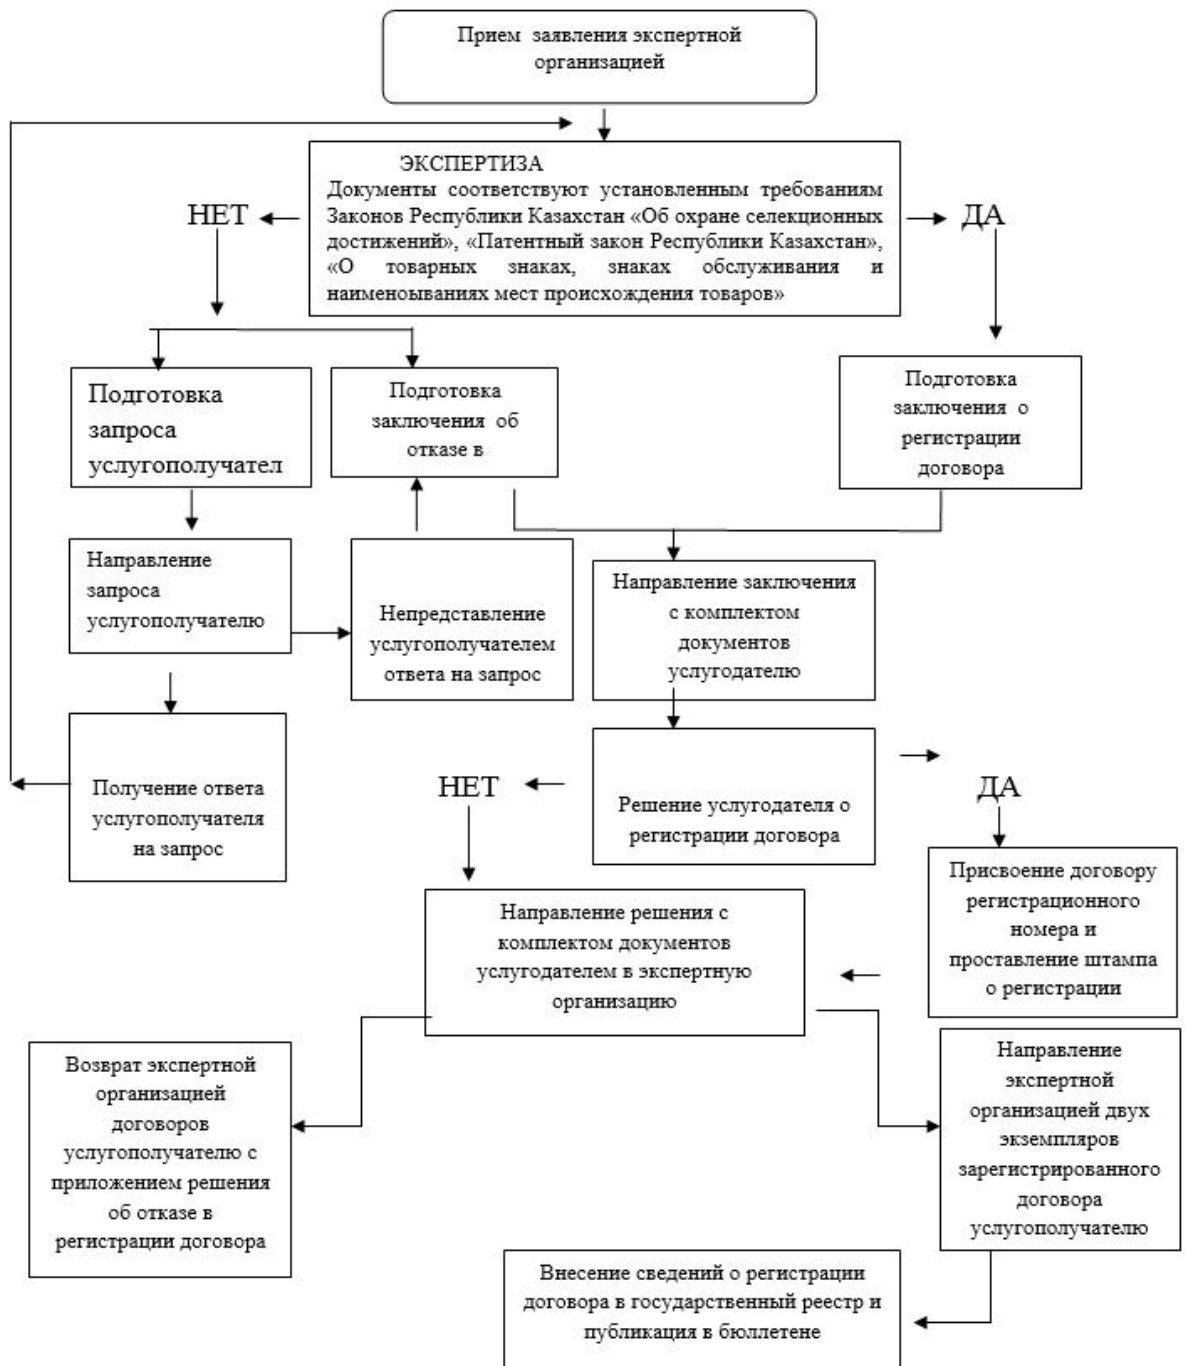 Прием заявления экспертной
организацией
ЭКСПЕРТИЗА
Документы соответствуют установленным требованиям
Законов Республики Казахстан «Об охране селекционных
достижений», «Патентный закон Республики Казахстан»,
«О товарных знаках, знаках обслуживания и
наименоываниях мест происхождения товаров»
НЕТ
ДА
Подготовка
запроса
услугополучател
Подготовка
заключения об
отказе в
Подготовка
заключения о
регистрации
договора
Направление
запроса
услугополучателю
Непредставление
услугополучателем
ответа на запрос
Направление заключения
с комплектом
документов
услугодателю
Получение ответа
услугополучателя
на запрос
НЕТ
Решение услугодателя о
регистрации договора
ДА
Присвоение договору
регистрационного
номера и
проставление штампа
о регистрации
Направление решения с
комплектом документов
услугодателем в экспертную
организацию
Возврат экспертной
организацией
договоров
услугополучателю с
приложением решения
об отказе в
регистрации договора
Направление
экспертной
организацией двух
экземпляров
зарегистрированного
договора
услугополучателю
Внесение сведений о регистрации
договора в государственный реестр и
публикация в бюллетене